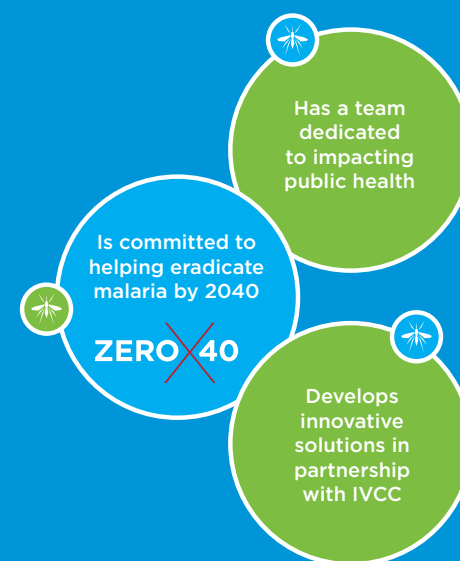 Has a team
dedicated
to impacting
public health
Is committed to
helping eradicate
malaria by 2040
ZERO X 40
Develops
innovative
solutions in
partnership
with IVCC